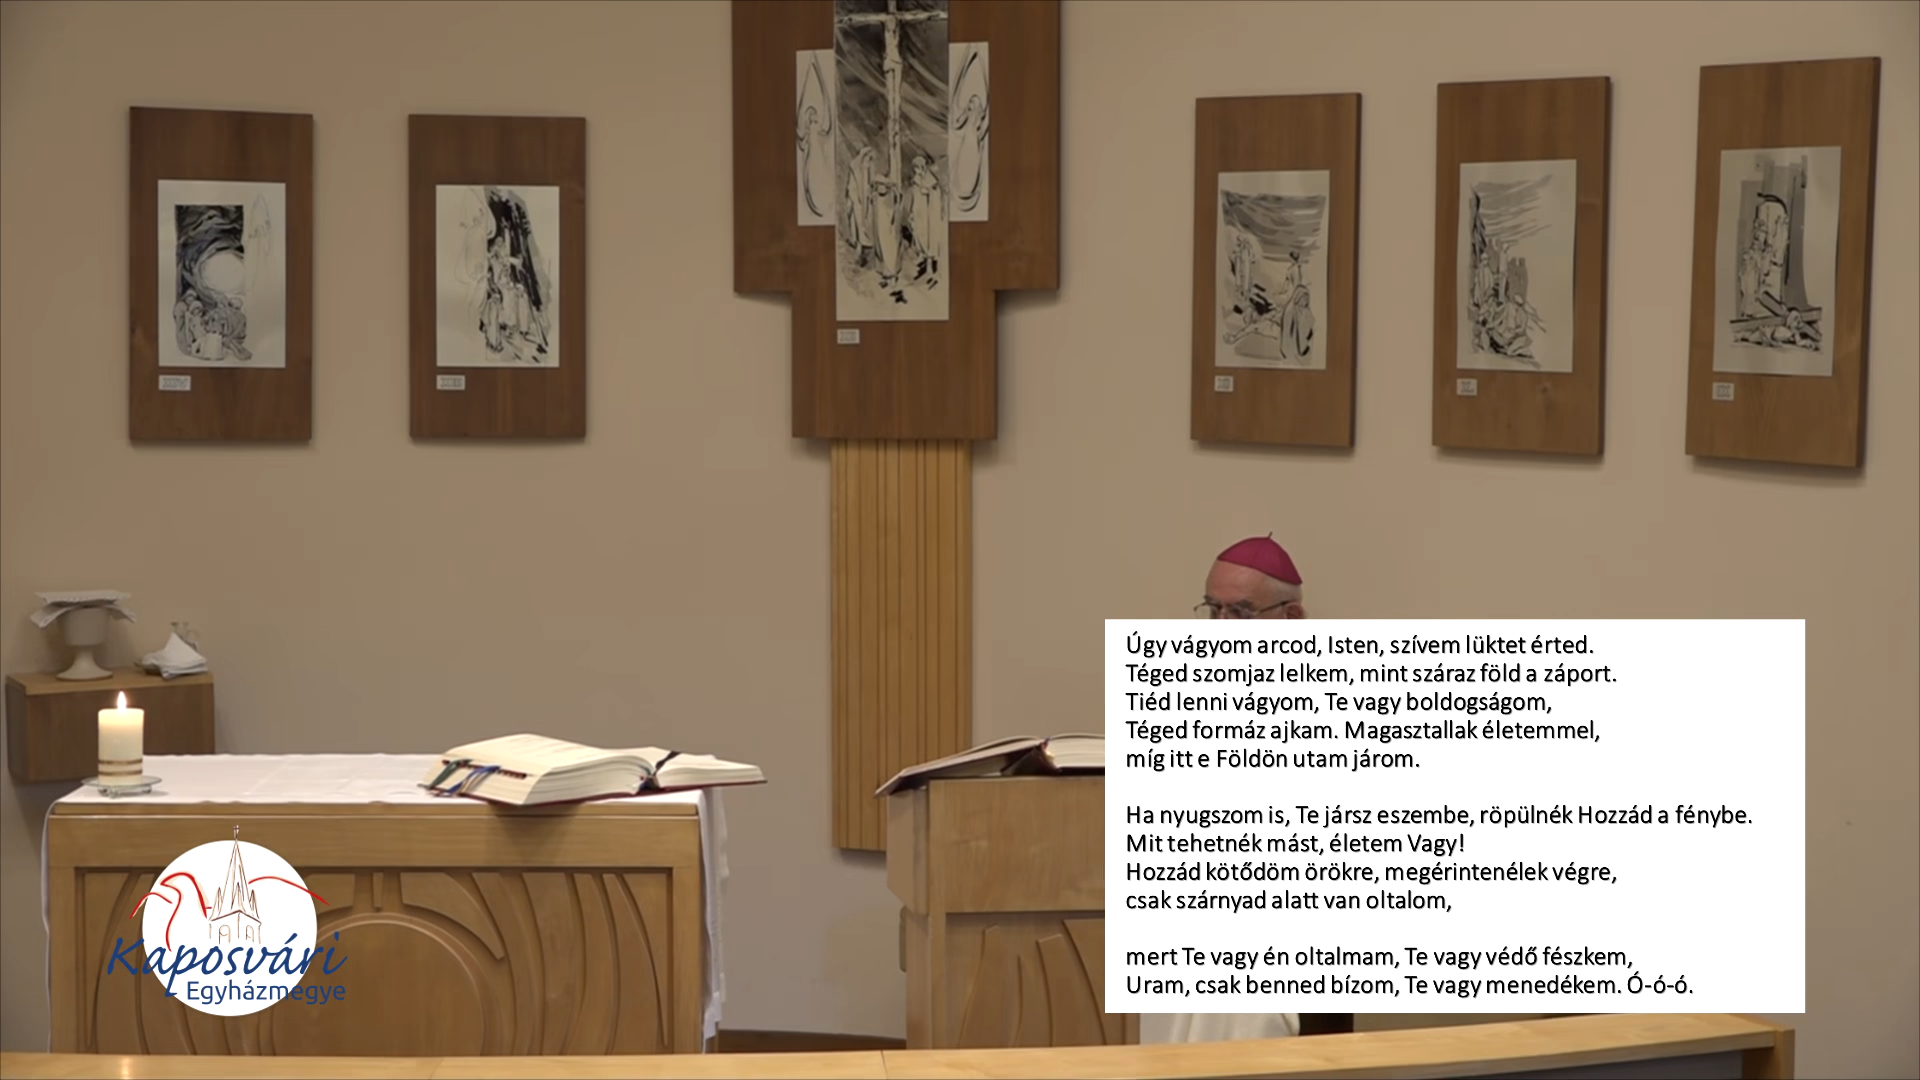 Úgy vágyom arcod, Isten, szívem lüktet érted.
Téged szomjaz lelkem, mint száraz föld a záport.
Tiéd lenni vágyom, Te vagy boldogságom,
Téged formáz ajkam. Magasztallak életemmel,
míg itt e Földön utam járom.
Ha nyugszom is, Te jársz eszembe, röpülnék Hozzád a fénybe.
Mit tehetnék mást, életem Vagy!
Hozzád kötődöm örökre, megérintenélek végre,
csak szárnyad alatt van oltalom,
mert Te vagy én oltalmam, Te vagy védő fészkem,
Uram, csak benned bízom, Te vagy menedékem. Ó-ó-ó.
Kaposvári
Egyházmegye